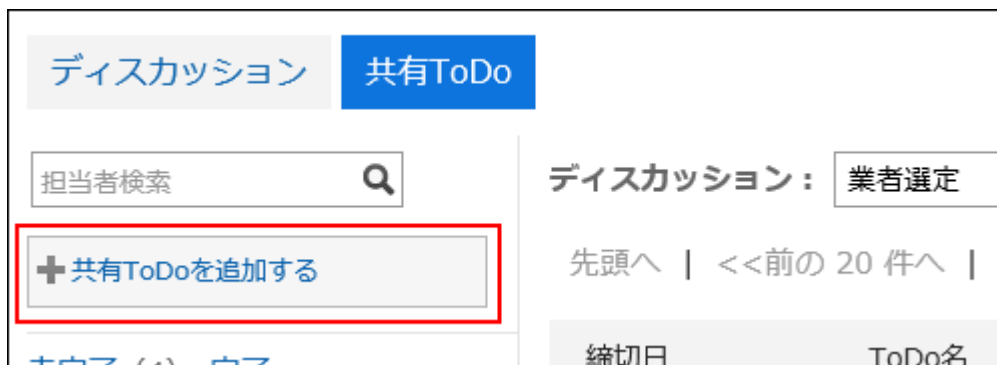 ディスカッション 共有ToDo
担当者検索
ディスカッション： 業者選定
共有ToDoを追加する
先頭へ | <<前の 20 件へ |
締切日 ToDo名